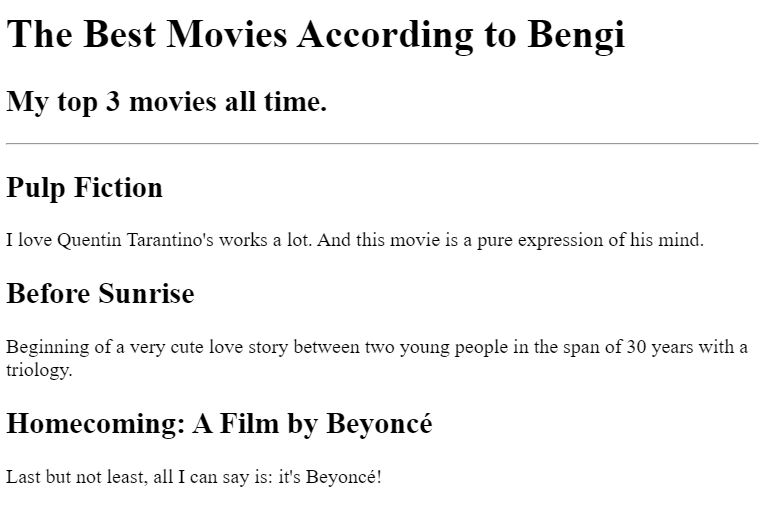 The Best Movies According to Bengi
My top 3 movies all time.
Pulp Fiction
I love Quentin Tarantino's works a lot. And this movie is a pure expression of his mind.
Before Sunrise
Beginning of a very cute love story between two young people in the span of 30 years with a
triology.
Homecoming: A Film by Beyoncé
Last but not least, all I can say is: it's Beyoncé!